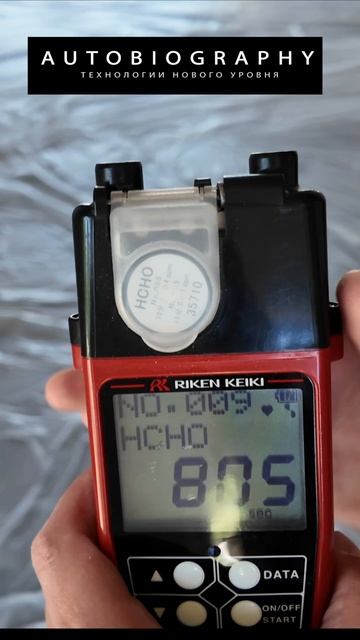 AUTOBIOGRAPHY
ТЕХНОЛОГИИ НОВОГО УРОВНЯ
HCHO
35710
RIKEN KEIKI
NO.009
HCHO
805
DATA
ON/OFF
START